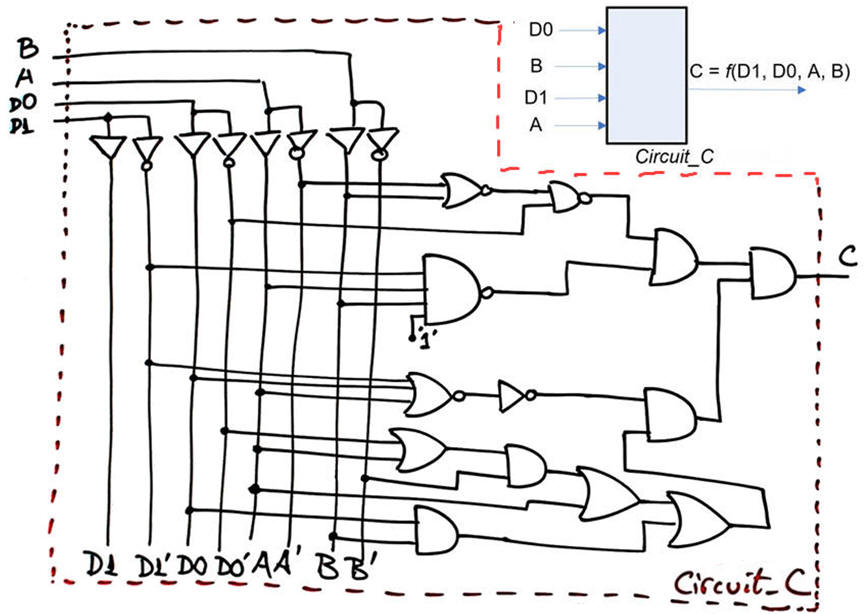 B
A
D0
D1
D0
B
D1
A
C = f(D1, D0, A, B)
Circuit_C
C
'1'
D1 D1' D0 D0' A A' B B'
Circuit_C